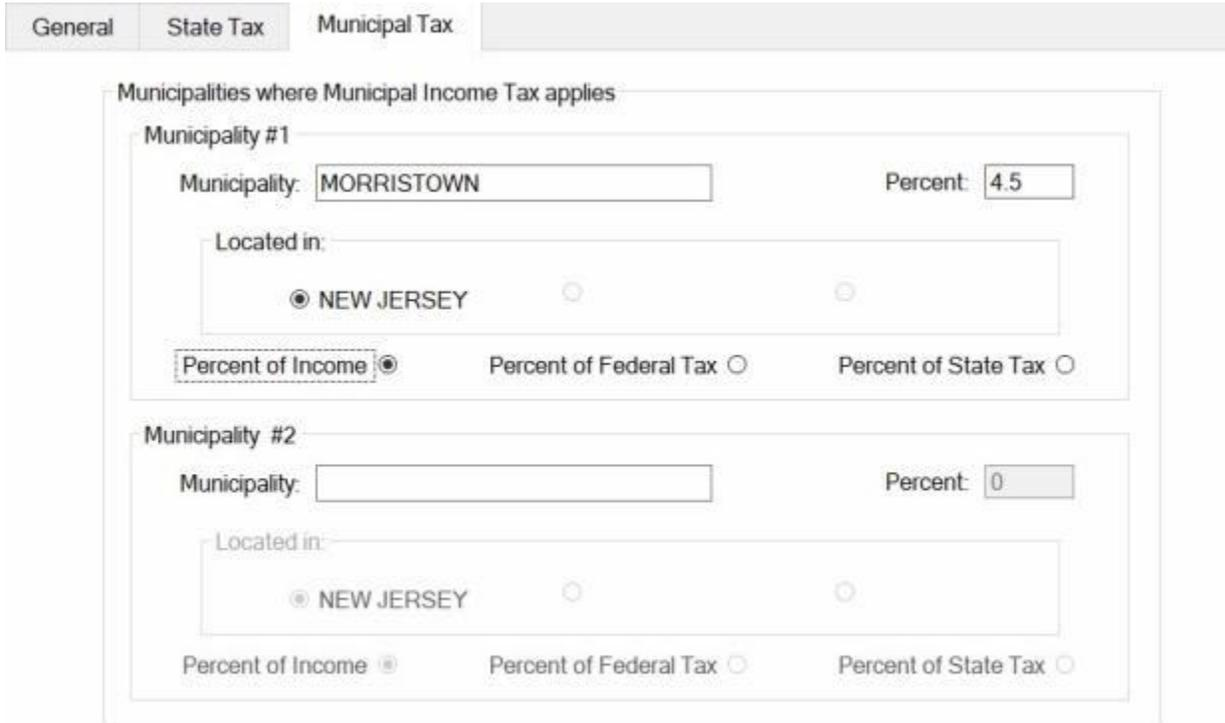 General State Tax Municipal Tax
Municipalities where Municipal Income Tax applies
Municipality #1
Municipality: MORRISTOWN Percent: 4.5
Located in:
NEW JERSEY
Percent of Income Percent of Federal Tax Percent of State Tax
Municipality #2
Municipality: Percent: 0
Located in:
NEW JERSEY
Percent of Income Percent of Federal Tax Percent of State Tax